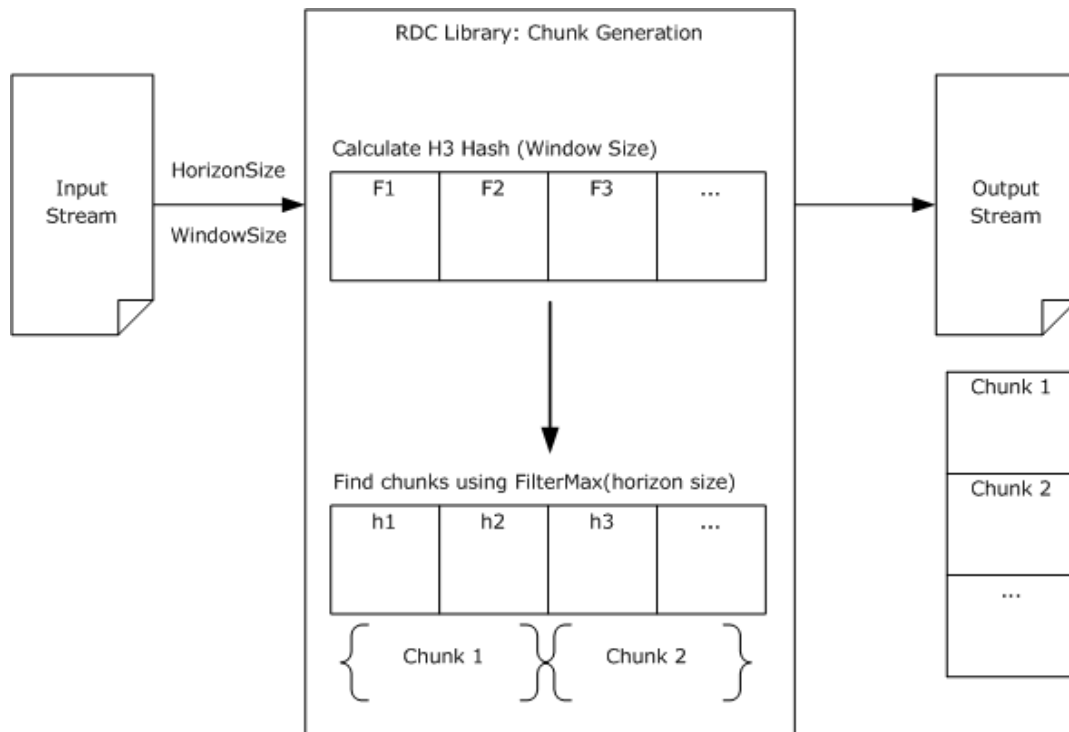 RDC Library: Chunk Generation
Input
Stream
HorizonSize
WindowSize
Calculate H3 Hash (Window Size)
F1
F2
F3
...
Output
Stream
Find chunks using FilterMax(horizon size)
h1
h2
h3
...
Chunk 1
Chunk 2
Chunk 1
Chunk 2
...